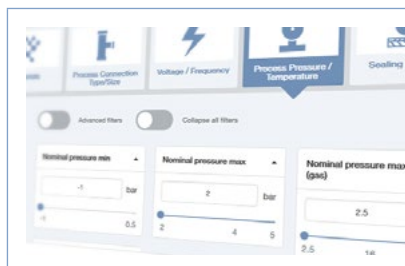 Process Connection
Type/Size
Voltage / Frequency
Process Pressure /
Temperature
Sealing
Advanced filters
Collapse all filters
Nominal pressure min
Nominal pressure max
Nominal pressure max
(gas)
-1
bar
2
bar
2.5
-1
0.5
2
4
5
2.5
16